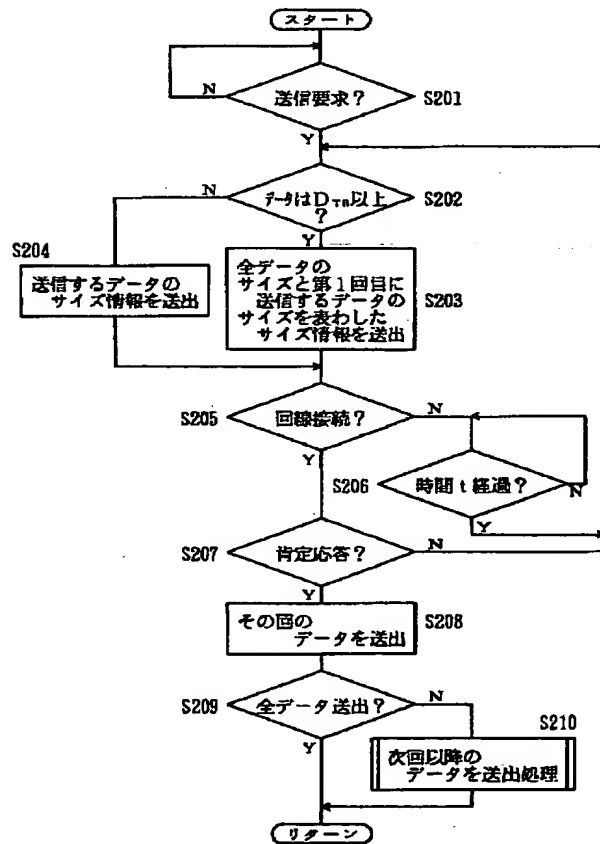 スタート
N
送信要求？
S201
Y
N
データはD_TH以上
？
S202
Y
S204
送信するデータの
サイズ情報を送出
全データの
サイズと第1回目に
送信するデータの
サイズを表わした
サイズ情報を送出
S203
S205
回線接続？
N
Y
S206
時間t経過？
N
Y
S207
肯定応答？
N
Y
その回の
データを送出
S208
S209
全データ送出？
N
Y
S210
次回以降の
データを送出処理
リターン